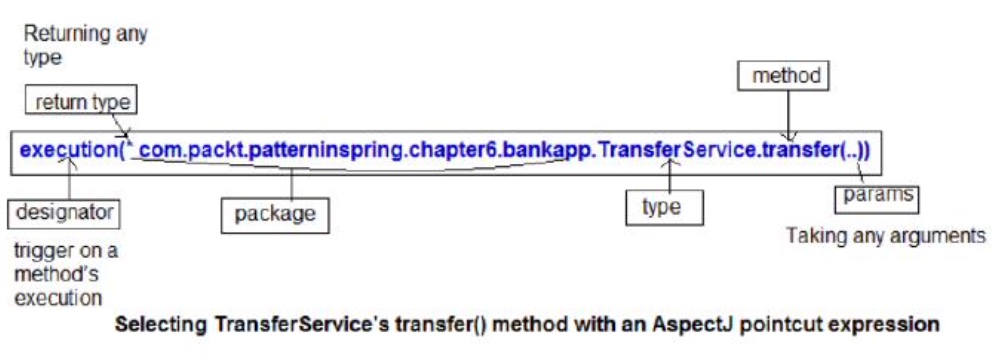 Returning any
type
return type
method
execution(* com.packt.patterninspring.chapter6.bankapp.TransferService.transfer(..))
designator
package
type
params
trigger on a
method's
execution
Taking any arguments
Selecting TransferService's transfer() method with an AspectJ pointcut expression